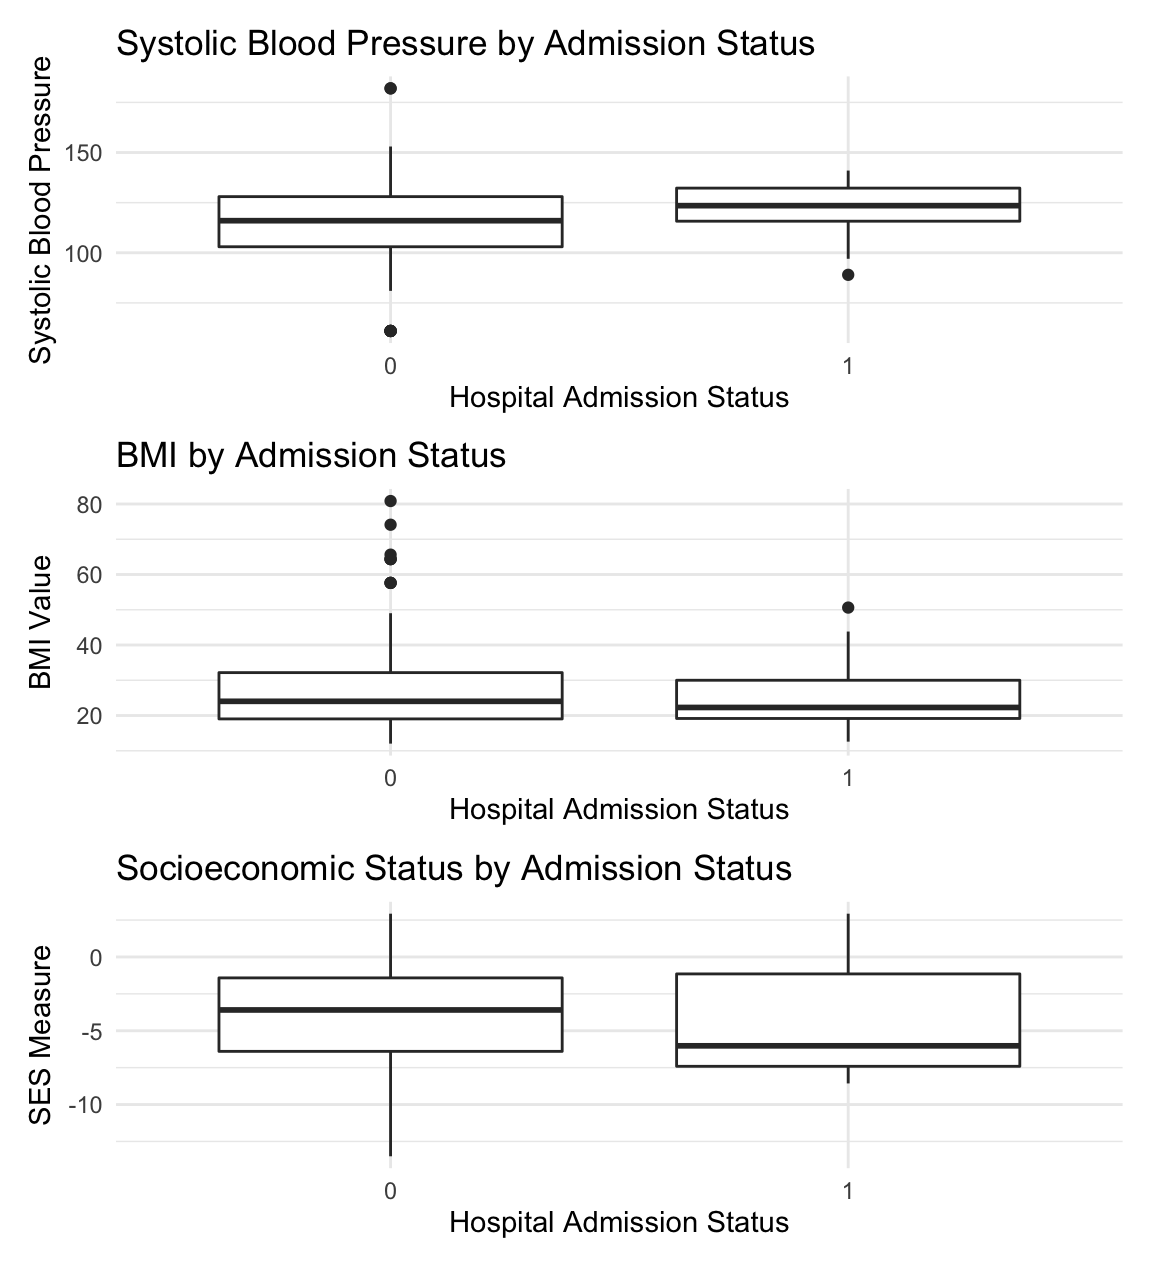 Systolic Blood Pressure by Admission Status
Systolic Blood Pressure
150
100
0 1
Hospital Admission Status
BMI by Admission Status
BMI Value
80
60
40
20
0 1
Hospital Admission Status
Socioeconomic Status by Admission Status
SES Measure
0
-5
-10
0 1
Hospital Admission Status